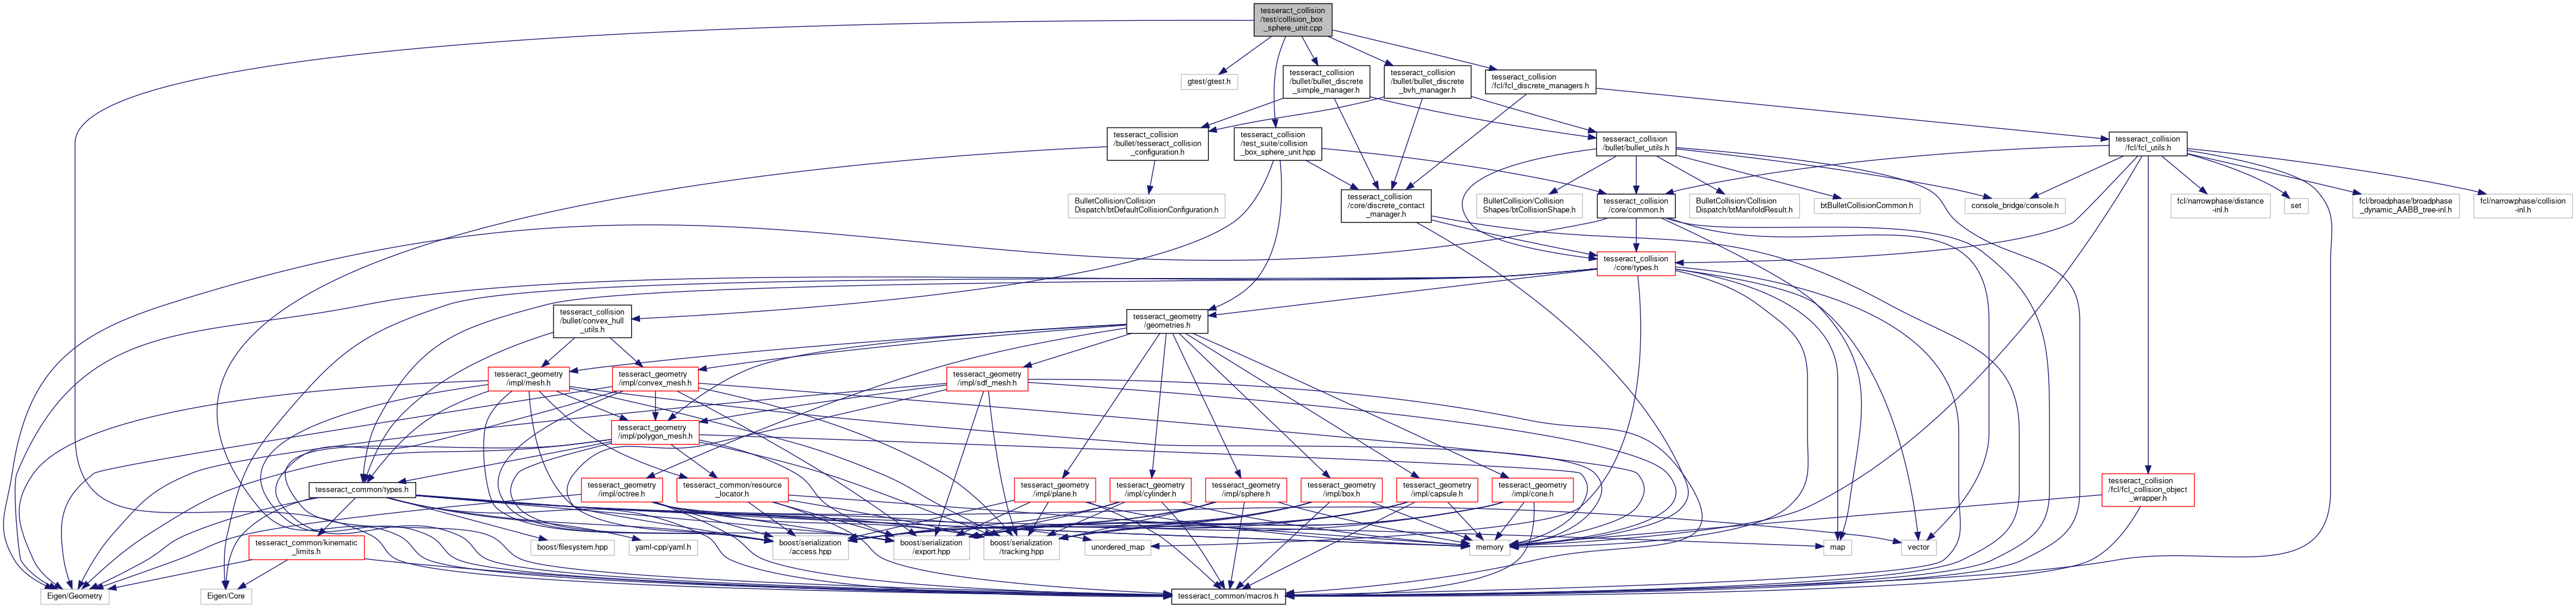 tesseract_collision
/test/collision_box
_sphere_unit.cpp
gtest/gtest.h
tesseract_collision
/bullet/bullet_discrete
_simple_manager.h
tesseract_collision
/bullet/bullet_discrete
_bvh_manager.h
tesseract_collision
/fcl/fcl_discrete_managers.h
tesseract_collision
/bullet/tesseract_collision
_configuration.h
tesseract_collision
/test_suite/collision
_box_sphere_unit.hpp
tesseract_collision
/bullet/bullet_utils.h
tesseract_collision
/fcl/fcl_utils.h
BulletCollision/Collision
Dispatch/btDefaultCollisionConfiguration.h
tesseract_collision
/core/discrete_contact
_manager.h
BulletCollision/Collision
Shapes/btCollisionShape.h
tesseract_collision
/core/common.h
BulletCollision/Collision
Dispatch/btManifoldResult.h
btBulletCollisionCommon.h
console_bridge/console.h
fcl/narrowphase/distance
-inl.h
set
fcl/broadphase/broadphase
_dynamic_AABB_tree-inl.h
fcl/narrowphase/collision
-inl.h
tesseract_collision
/core/types.h
tesseract_collision
/bullet/convex_hull
_utils.h
tesseract_geometry
/geometries.h
tesseract_geometry
/impl/mesh.h
tesseract_geometry
/impl/convex_mesh.h
tesseract_geometry
/impl/sdf_mesh.h
tesseract_geometry
/impl/polygon_mesh.h
tesseract_common/types.h
tesseract_geometry
/impl/octree.h
tesseract_common/resource
_locator.h
tesseract_geometry
/impl/plane.h
tesseract_geometry
/impl/cylinder.h
tesseract_geometry
/impl/sphere.h
tesseract_geometry
/impl/box.h
tesseract_geometry
/impl/capsule.h
tesseract_geometry
/impl/cone.h
tesseract_collision
/fcl/fcl_collision_object
_wrapper.h
tesseract_common/kinematic
_limits.h
boost/filesystem.hpp
yaml-cpp/yaml.h
boost/serialization
/access.hpp
boost/serialization
/export.hpp
boost/serialization
/tracking.hpp
unordered_map
memory
map
vector
Eigen/Geometry
Eigen/Core
tesseract_common/macros.h